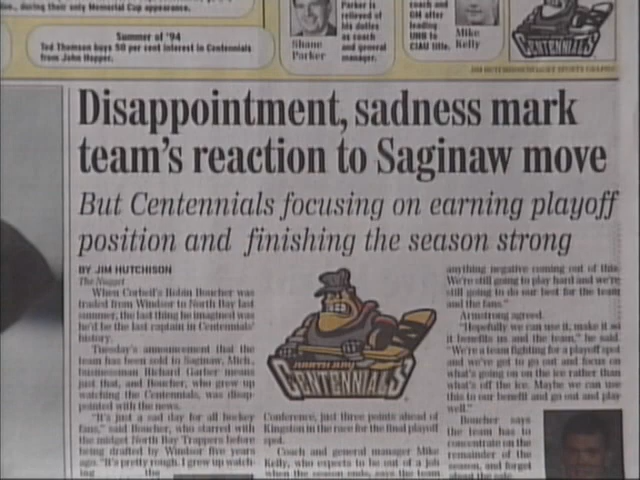 , during their only Memorial Cup appearance.
Summer of '94
Ted Thomson buys 50 per cent interest in Centennials
from John Hopper.
Shane
Parker
Parker is
relieved of
his duties
as coach
and general
manager.
coach and
GM after
leading
UNB to
CIAU title.
Mike
Kelly
CENTENNIALS
Disappointment, sadness mark
team's reaction to Saginaw move
But Centennials focusing on earning playoff
position and finishing the season strong
BY JIM HUTCHISON
The Nugget
When Corbeil's Robin Boucher was
traded from Windsor to North Bay last
summer, the last thing he imagined was
he'd be the last captain in Centennials'
history.
Tuesday's announcement that the
team has been sold to Saginaw, Mich.,
businessman Richard Garber means
just that, and Boucher, who grew up
watching the Centennials, was disap-
pointed with the news.
"It's just a sad day for all hockey
fans," said Boucher, who starred with
the midget North Bay Trappers before
being drafted by Windsor five years
ago. "It's pretty rough. I grew up watch-
ing the
NORTH BAY
CENTENNIALS
Conference, just three points ahead of
Kingston in the race for the final playoff
spot.
Coach and general manager Mike
Kelly, who expects to be out of a job
when the season ends, says the team
anything negative coming out of this.
We're still going to play hard and we're
still going to do our best for the team
and the fans."
Armstrong agreed.
"Hopefully we can use it, make it so
it benefits us and the team," he said.
"We're a team fighting for a playoff spot
and we've got to go out and focus on
what's going on on the ice rather than
what's off the ice. Maybe we can use
this to our benefit and go out and play
well."
Boucher says
the team has to
concentrate on the
remainder of the
season, and forget
about the sale.